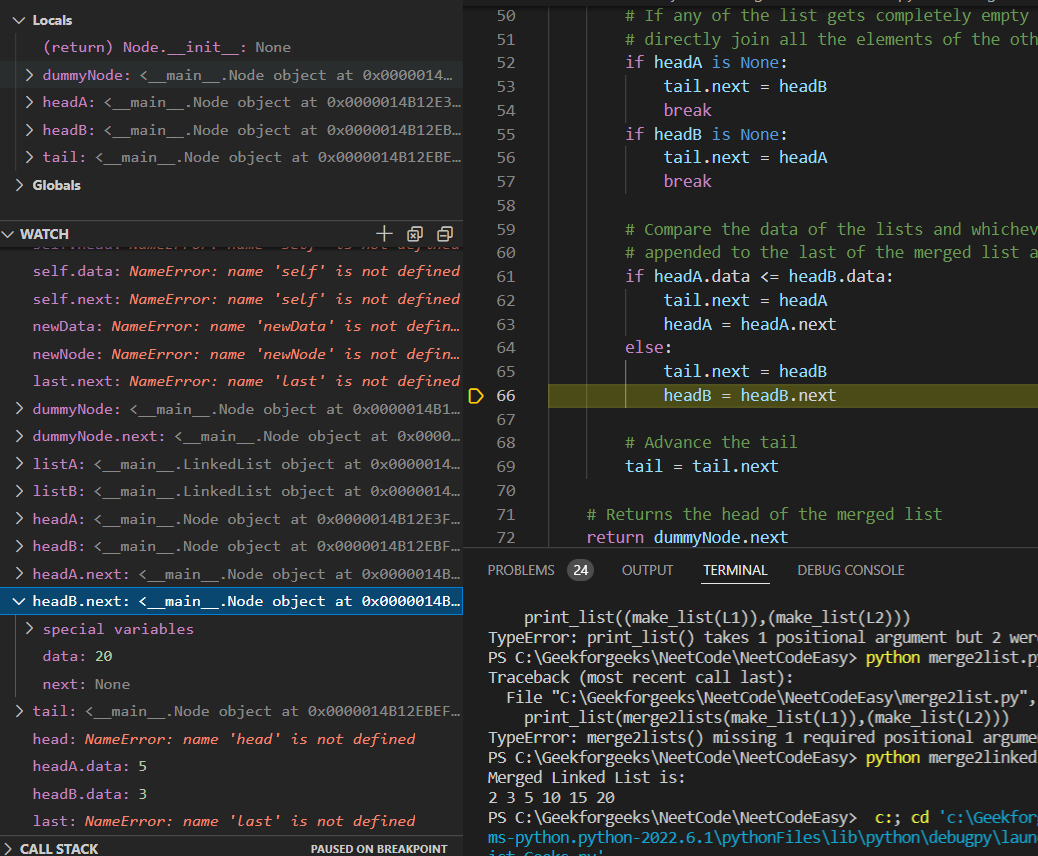 Locals
(return) Node.__init__: None
dummyNode: <__main__.Node object at 0x0000014…
headA: <__main__.Node object at 0x0000014B12E3…
headB: <__main__.Node object at 0x0000014B12EB…
tail: <__main__.Node object at 0x0000014B12EBE…
Globals
WATCH
self.data: NameError: name 'self' is not defined
self.next: NameError: name 'self' is not defined
newData: NameError: name 'newData' is not defin…
newNode: NameError: name 'newNode' is not defin…
last.next: NameError: name 'last' is not defined
dummyNode: <__main__.Node object at 0x0000014B1…
dummyNode.next: <__main__.Node object at 0x0000…
listA: <__main__.LinkedList object at 0x0000014…
listB: <__main__.LinkedList object at 0x0000014…
headA: <__main__.Node object at 0x0000014B12E3F…
headB: <__main__.Node object at 0x0000014B12EBF…
headA.next: <__main__.Node object at 0x0000014B…
headB.next: <__main__.Node object at 0x0000014B…
special variables
data: 20
next: None
tail: <__main__.Node object at 0x0000014B12EBEF…
head: NameError: name 'head' is not defined
headA.data: 5
headB.data: 3
last: NameError: name 'last' is not defined
CALL STACK PAUSED ON BREAKPOINT
50 # If any of the list gets completely empty
51 # directly join all the elements of the oth
52 if headA is None:
53 tail.next = headB
54 break
55 if headB is None:
56 tail.next = headA
57 break
58
59 # Compare the data of the lists and whichev
60 # appended to the last of the merged list a
61 if headA.data <= headB.data:
62 tail.next = headA
63 headA = headA.next
64 else:
65 tail.next = headB
66 headB = headB.next
67
68 # Advance the tail
69 tail = tail.next
70
71 # Returns the head of the merged list
72 return dummyNode.next
PROBLEMS 24 OUTPUT TERMINAL DEBUG CONSOLE
print_list((make_list(L1)),(make_list(L2)))
TypeError: print_list() takes 1 positional argument but 2 wer
PS C:\Geekforgeeks\NeetCode\NeetCodeEasy> python merge2list.p
Traceback (most recent call last):
File "C:\Geekforgeeks\NeetCode\NeetCodeEasy\merge2list.py",
print_list(merge2lists(make_list(L1)),(make_list(L2)))
TypeError: merge2lists() missing 1 required positional argume
PS C:\Geekforgeeks\NeetCode\NeetCodeEasy> python merge2linked
Merged Linked List is:
2 3 5 10 15 20
PS C:\Geekforgeeks\NeetCode\NeetCodeEasy> c:; cd 'c:\Geekforg
ms-python.python-2022.6.1\pythonFiles\lib\python\debugpy\laun